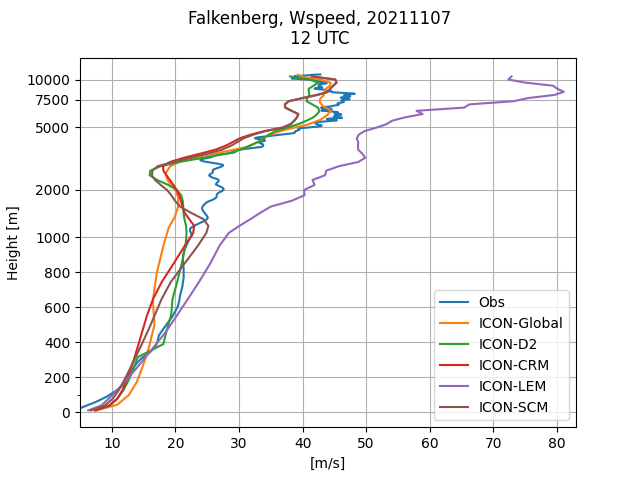 Falkenberg, Wspeed, 20211107
12 UTC
Height [m]
10000
7500
5000
2000
1000
800
600
400
200
0
10 20 30 40 50 60 70 80
[m/s]
Obs
ICON-Global
ICON-D2
ICON-CRM
ICON-LEM
ICON-SCM